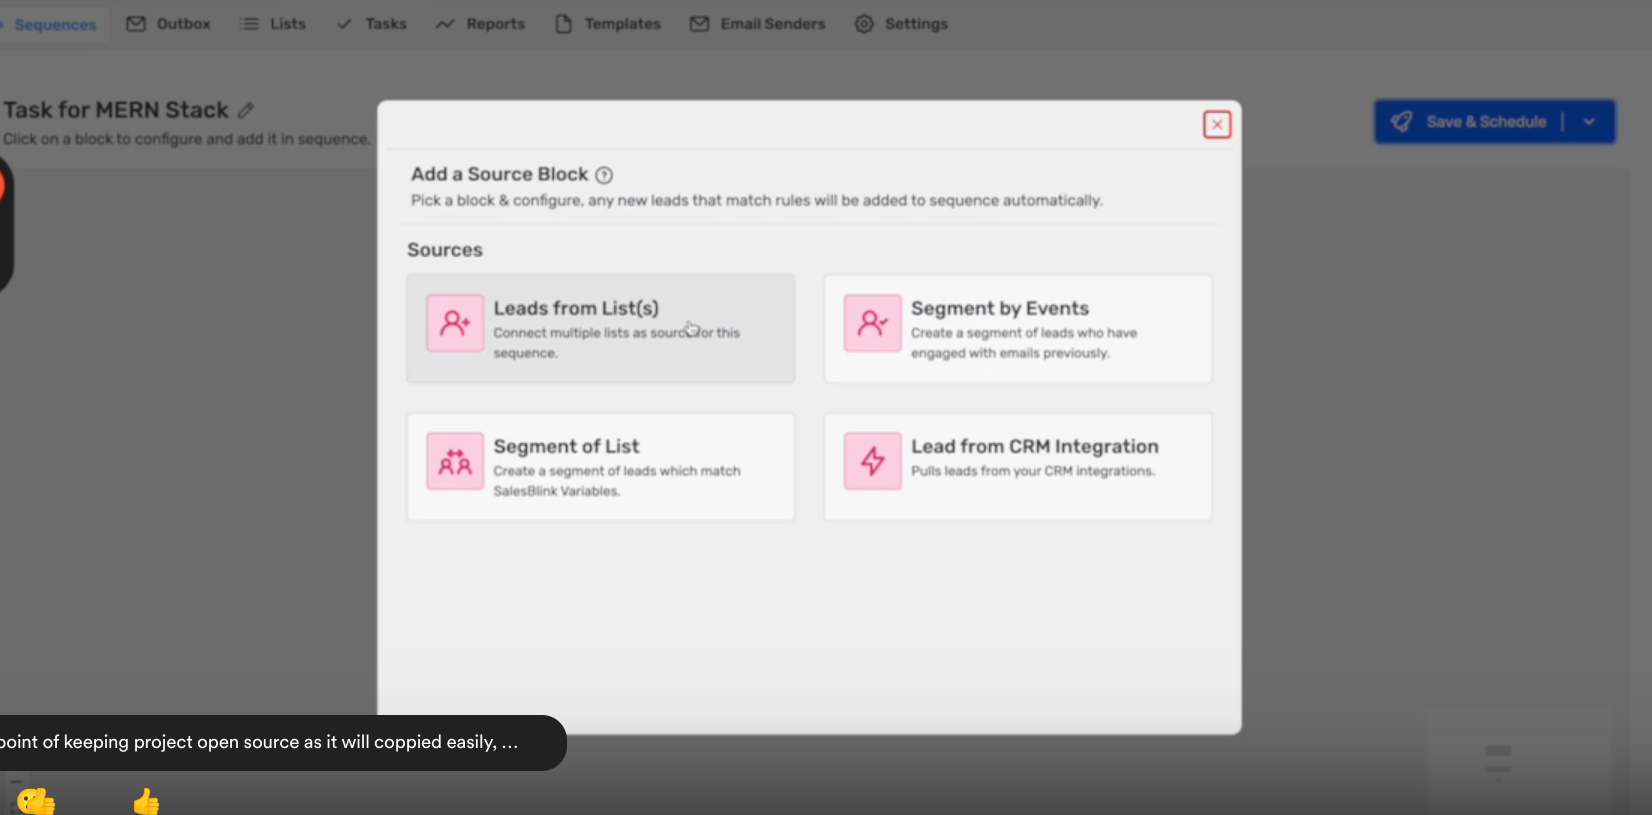 Sequences
Outbox
Lists
Tasks
Reports
Templates
Email Senders
Settings
Task for MERN Stack
Click on a block to configure and add it in sequence.
Save & Schedule
Add a Source Block
Pick a block & configure, any new leads that match rules will be added to sequence automatically.
Sources
Leads from List(s)
Connect multiple lists as source for this
sequence.
Segment by Events
Create a segment of leads who have
engaged with emails previously.
Segment of List
Create a segment of leads which match
SalesBlink Variables.
Lead from CRM Integration
Pulls leads from your CRM integrations.
point of keeping project open source as it will coppied easily, ...